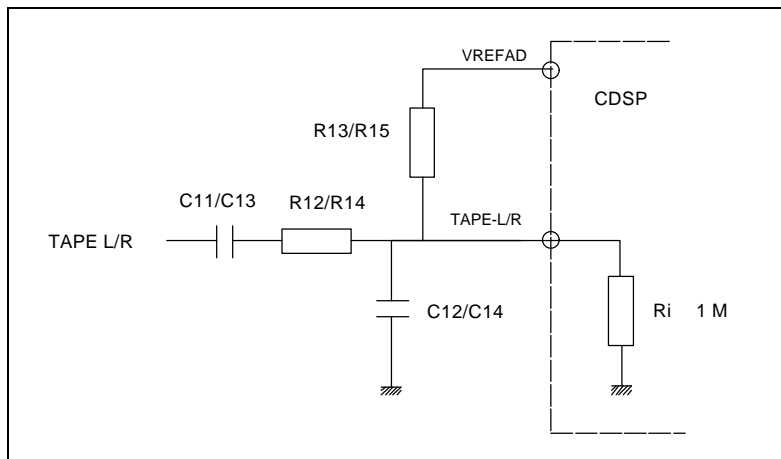 VREFAD
CDSP
R13/R15
C11/C13
R12/R14
TAPE-L/R
TAPE L/R
C12/C14
Ri 1 M